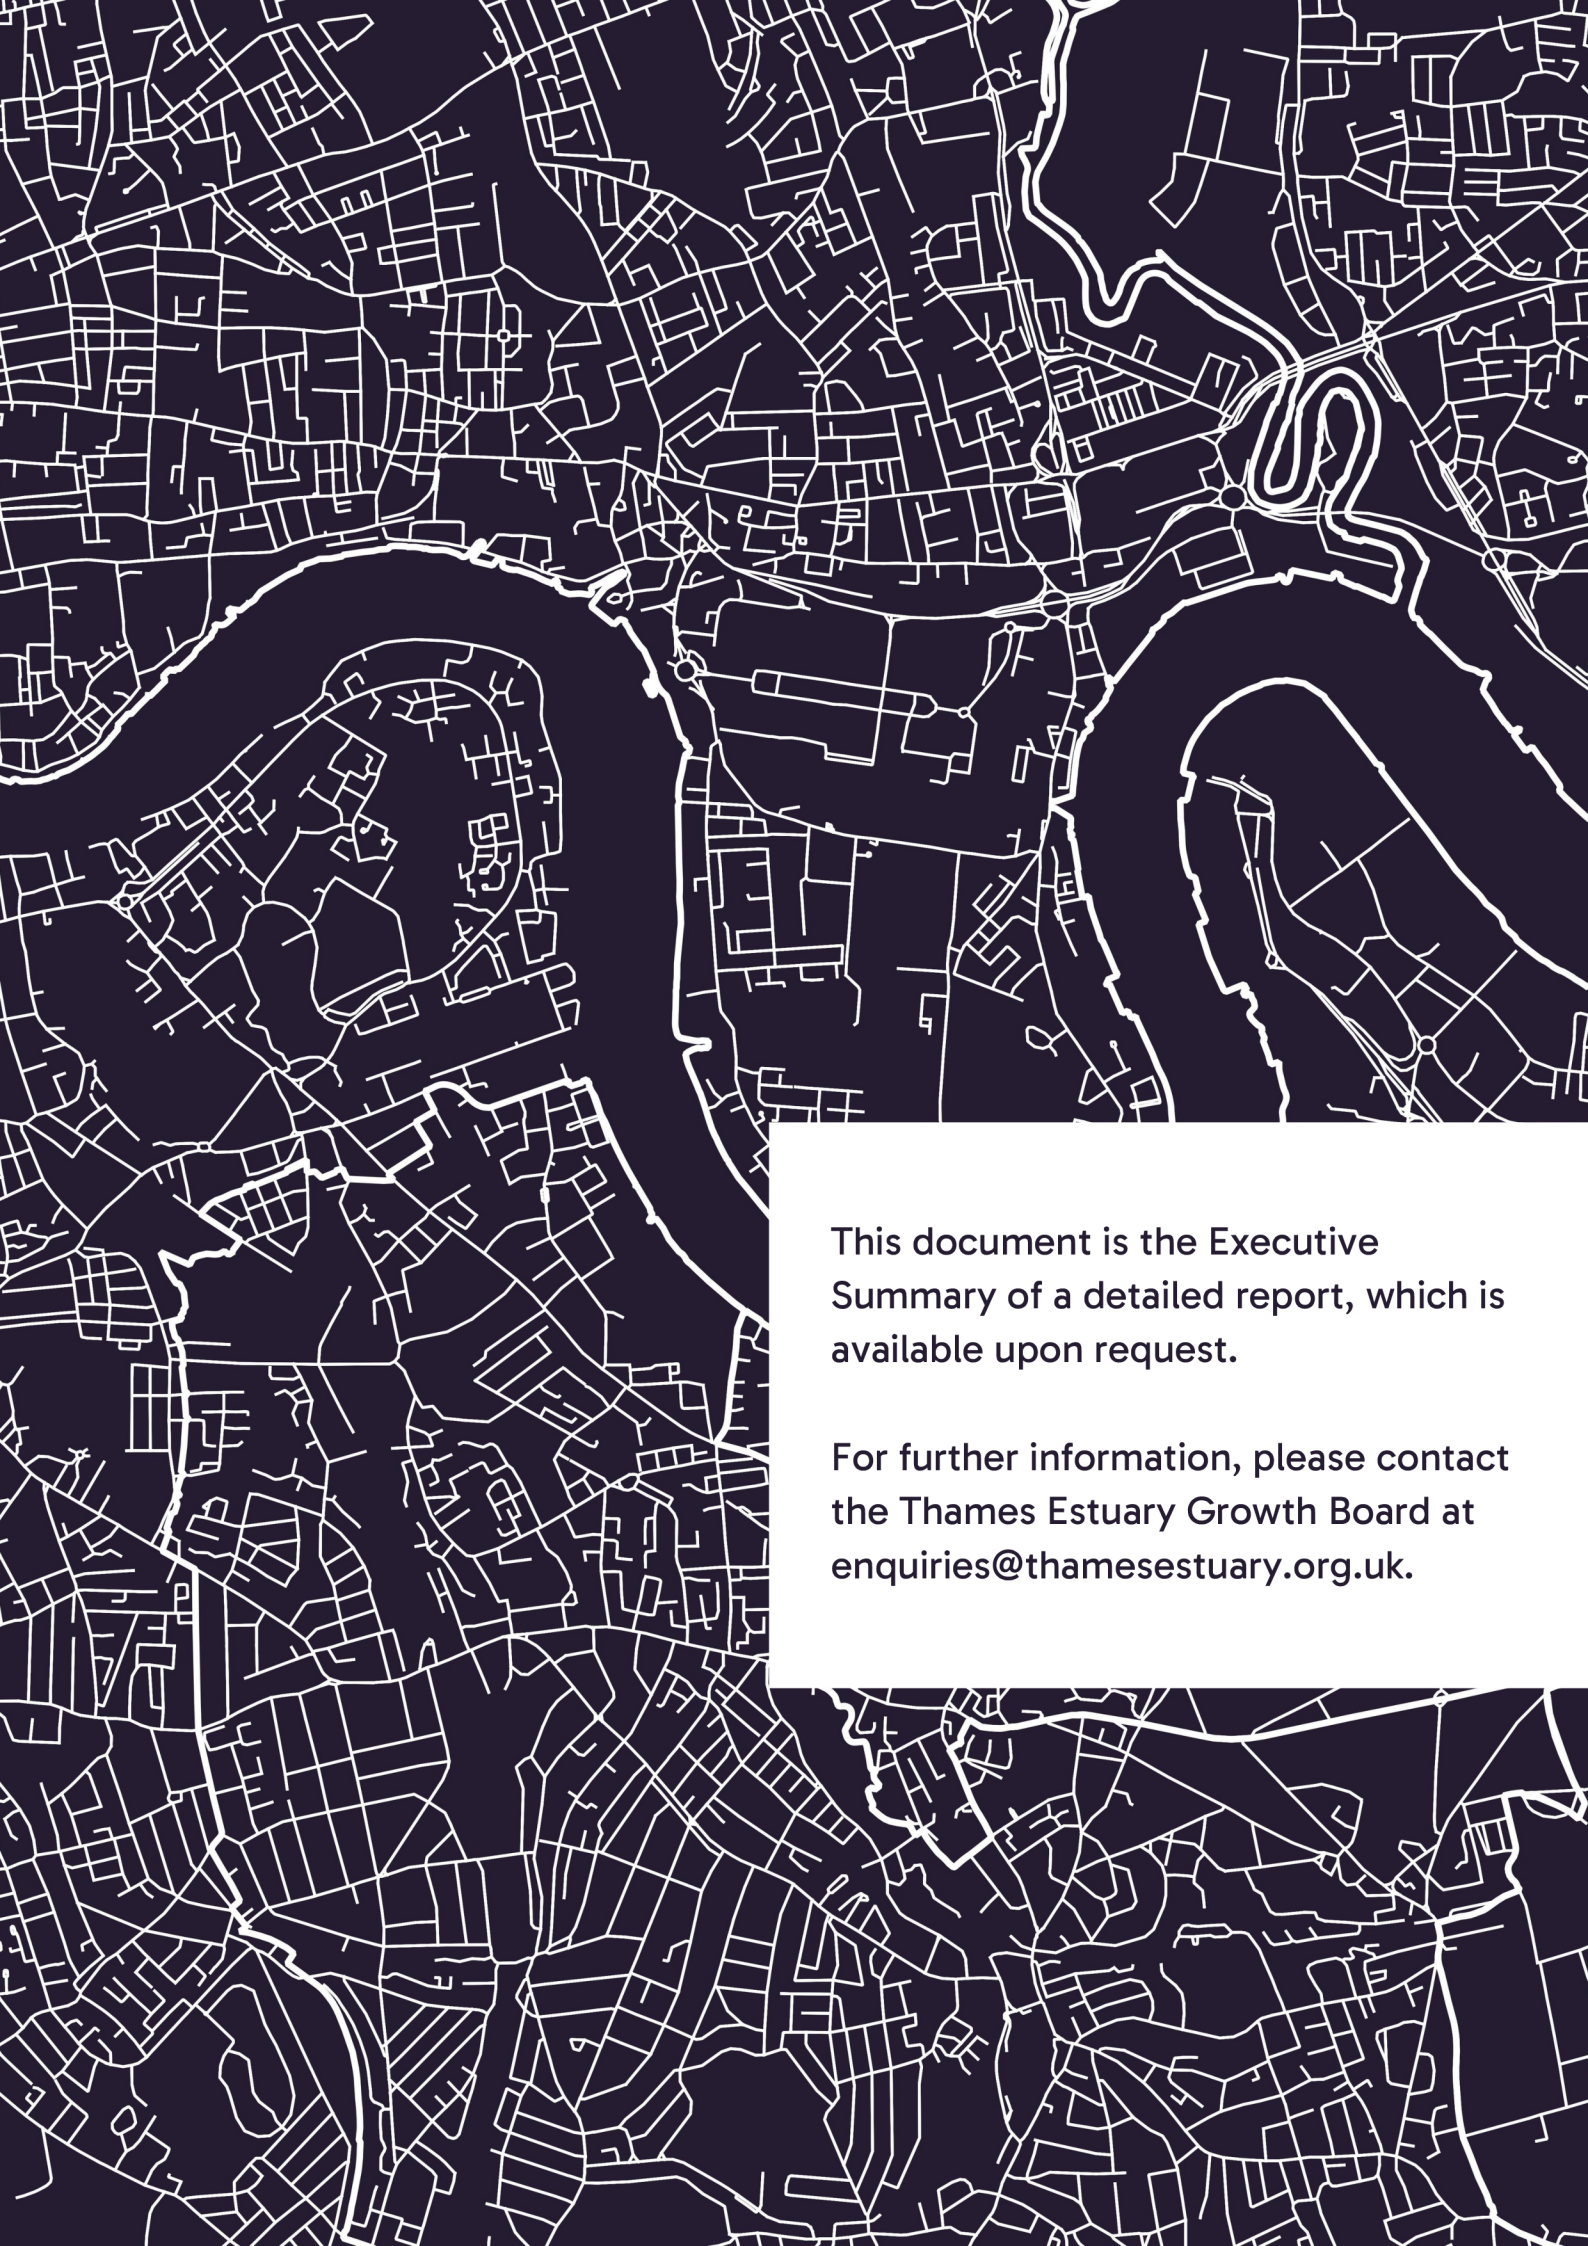 This document is the Executive
Summary of a detailed report, which is
available upon request.
For further information, please contact
the Thames Estuary Growth Board at
enquiries@thamesestuary.org.uk.